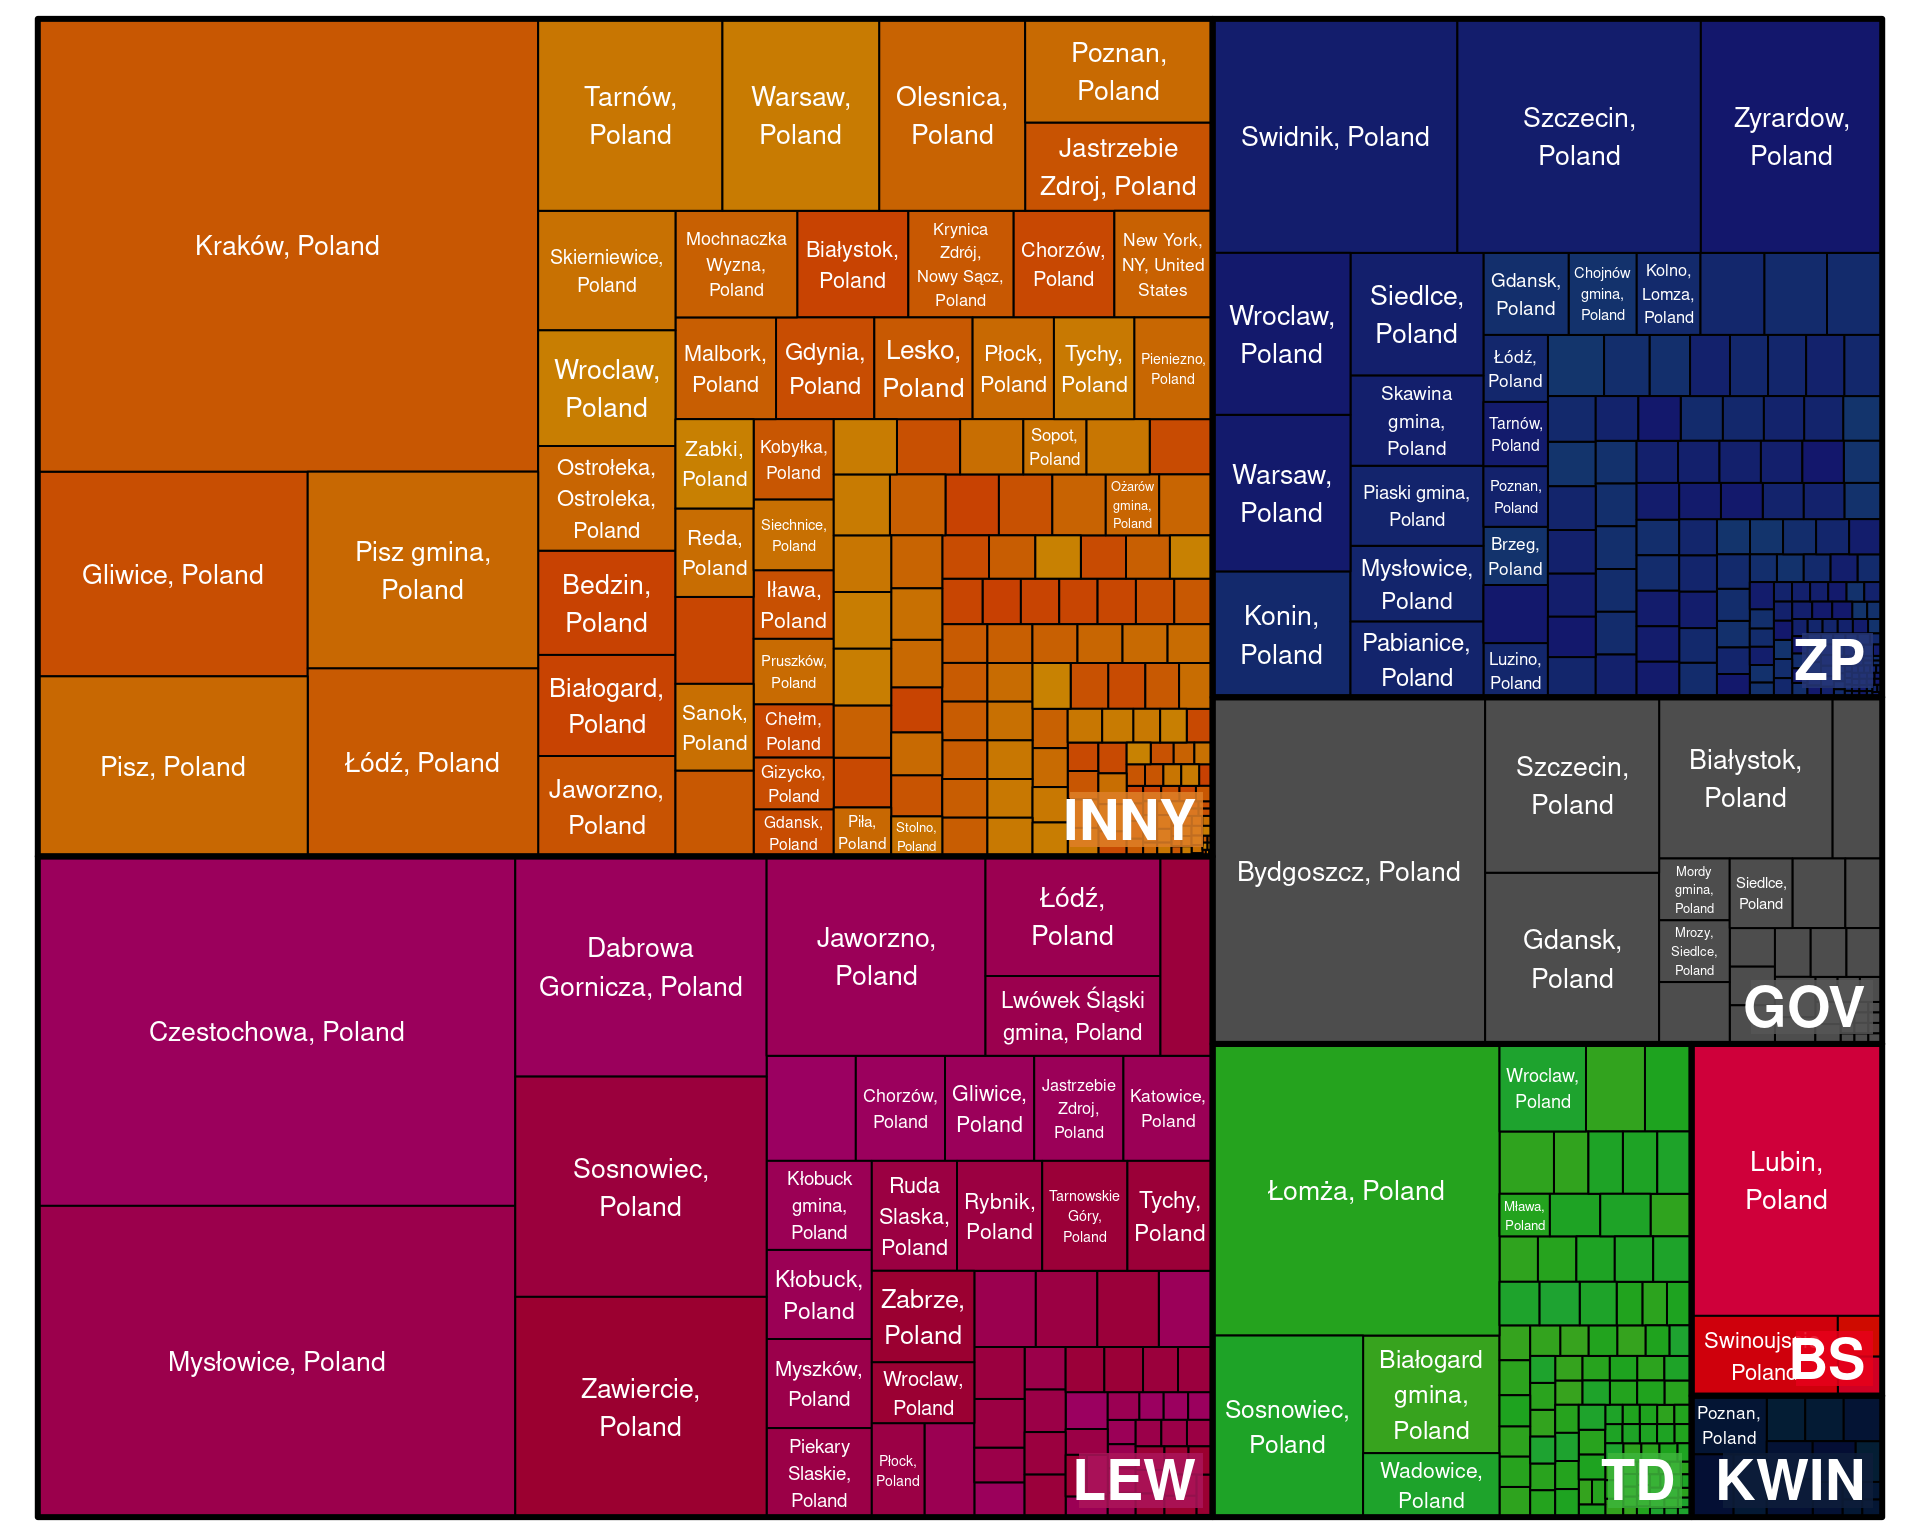 Kraków, Poland
Gliwice, Poland
Pisz gmina,
Poland
Pisz, Poland
Łódź, Poland
Tarnów,
Poland
Warsaw,
Poland
Olesnica,
Poland
Poznan,
Poland
Jastrzebie
Zdroj, Poland
Skierniewice,
Poland
Mochnaczka
Wyzna,
Poland
Białystok,
Poland
Krynica
Zdrój,
Nowy Sącz,
Poland
Chorzów,
Poland
New York,
NY, United
States
Wroclaw,
Poland
Malbork,
Poland
Gdynia,
Poland
Lesko,
Poland
Płock,
Poland
Tychy,
Poland
Pieniezno,
Poland
Ostrołeka,
Ostroleka,
Poland
Zabki,
Poland
Kobyłka,
Poland
Sopot,
Poland
Ożarów
gmina,
Poland
Siechnice,
Poland
Reda,
Poland
Bedzin,
Poland
Iława,
Poland
Białogard,
Poland
Pruszków,
Poland
Sanok,
Poland
Chełm,
Poland
Jaworzno,
Poland
Gizycko,
Poland
Gdansk,
Poland
Piła,
Poland
Stolno,
Poland
INNY
Swidnik, Poland
Szczecin,
Poland
Zyrardow,
Poland
Wroclaw,
Poland
Siedlce,
Poland
Gdansk,
Poland
Chojnów
gmina,
Poland
Kolno,
Lomza,
Poland
Łódź,
Poland
Skawina
gmina,
Poland
Tarnów,
Poland
Warsaw,
Poland
Piaski gmina,
Poland
Poznan,
Poland
Mysłowice,
Poland
Brzeg,
Poland
Konin,
Poland
Pabianice,
Poland
Luzino,
Poland
ZP
Bydgoszcz, Poland
Szczecin,
Poland
Białystok,
Poland
Gdansk,
Poland
Mordy
gmina,
Poland
Siedlce,
Poland
Mrozy,
Siedlce,
Poland
GOV
Czestochowa, Poland
Mysłowice, Poland
Dabrowa
Gornicza, Poland
Sosnowiec,
Poland
Zawiercie,
Poland
Jaworzno,
Poland
Łódź,
Poland
Lwówek Śląski
gmina, Poland
Chorzów,
Poland
Gliwice,
Poland
Jastrzebie
Zdroj,
Poland
Katowice,
Poland
Kłobuck
gmina,
Poland
Ruda
Slaska,
Poland
Rybnik,
Poland
Tarnowskie
Góry,
Poland
Tychy,
Poland
Kłobuck,
Poland
Zabrze,
Poland
Myszków,
Poland
Wroclaw,
Poland
Piekary
Slaskie,
Poland
Płock,
Poland
LEW
Łomża, Poland
Wroclaw,
Poland
Mława,
Poland
Sosnowiec,
Poland
Białogard
gmina,
Poland
Wadowice,
Poland
TD
Lubin,
Poland
Poland
BS
Poznan,
Poland
KWIN